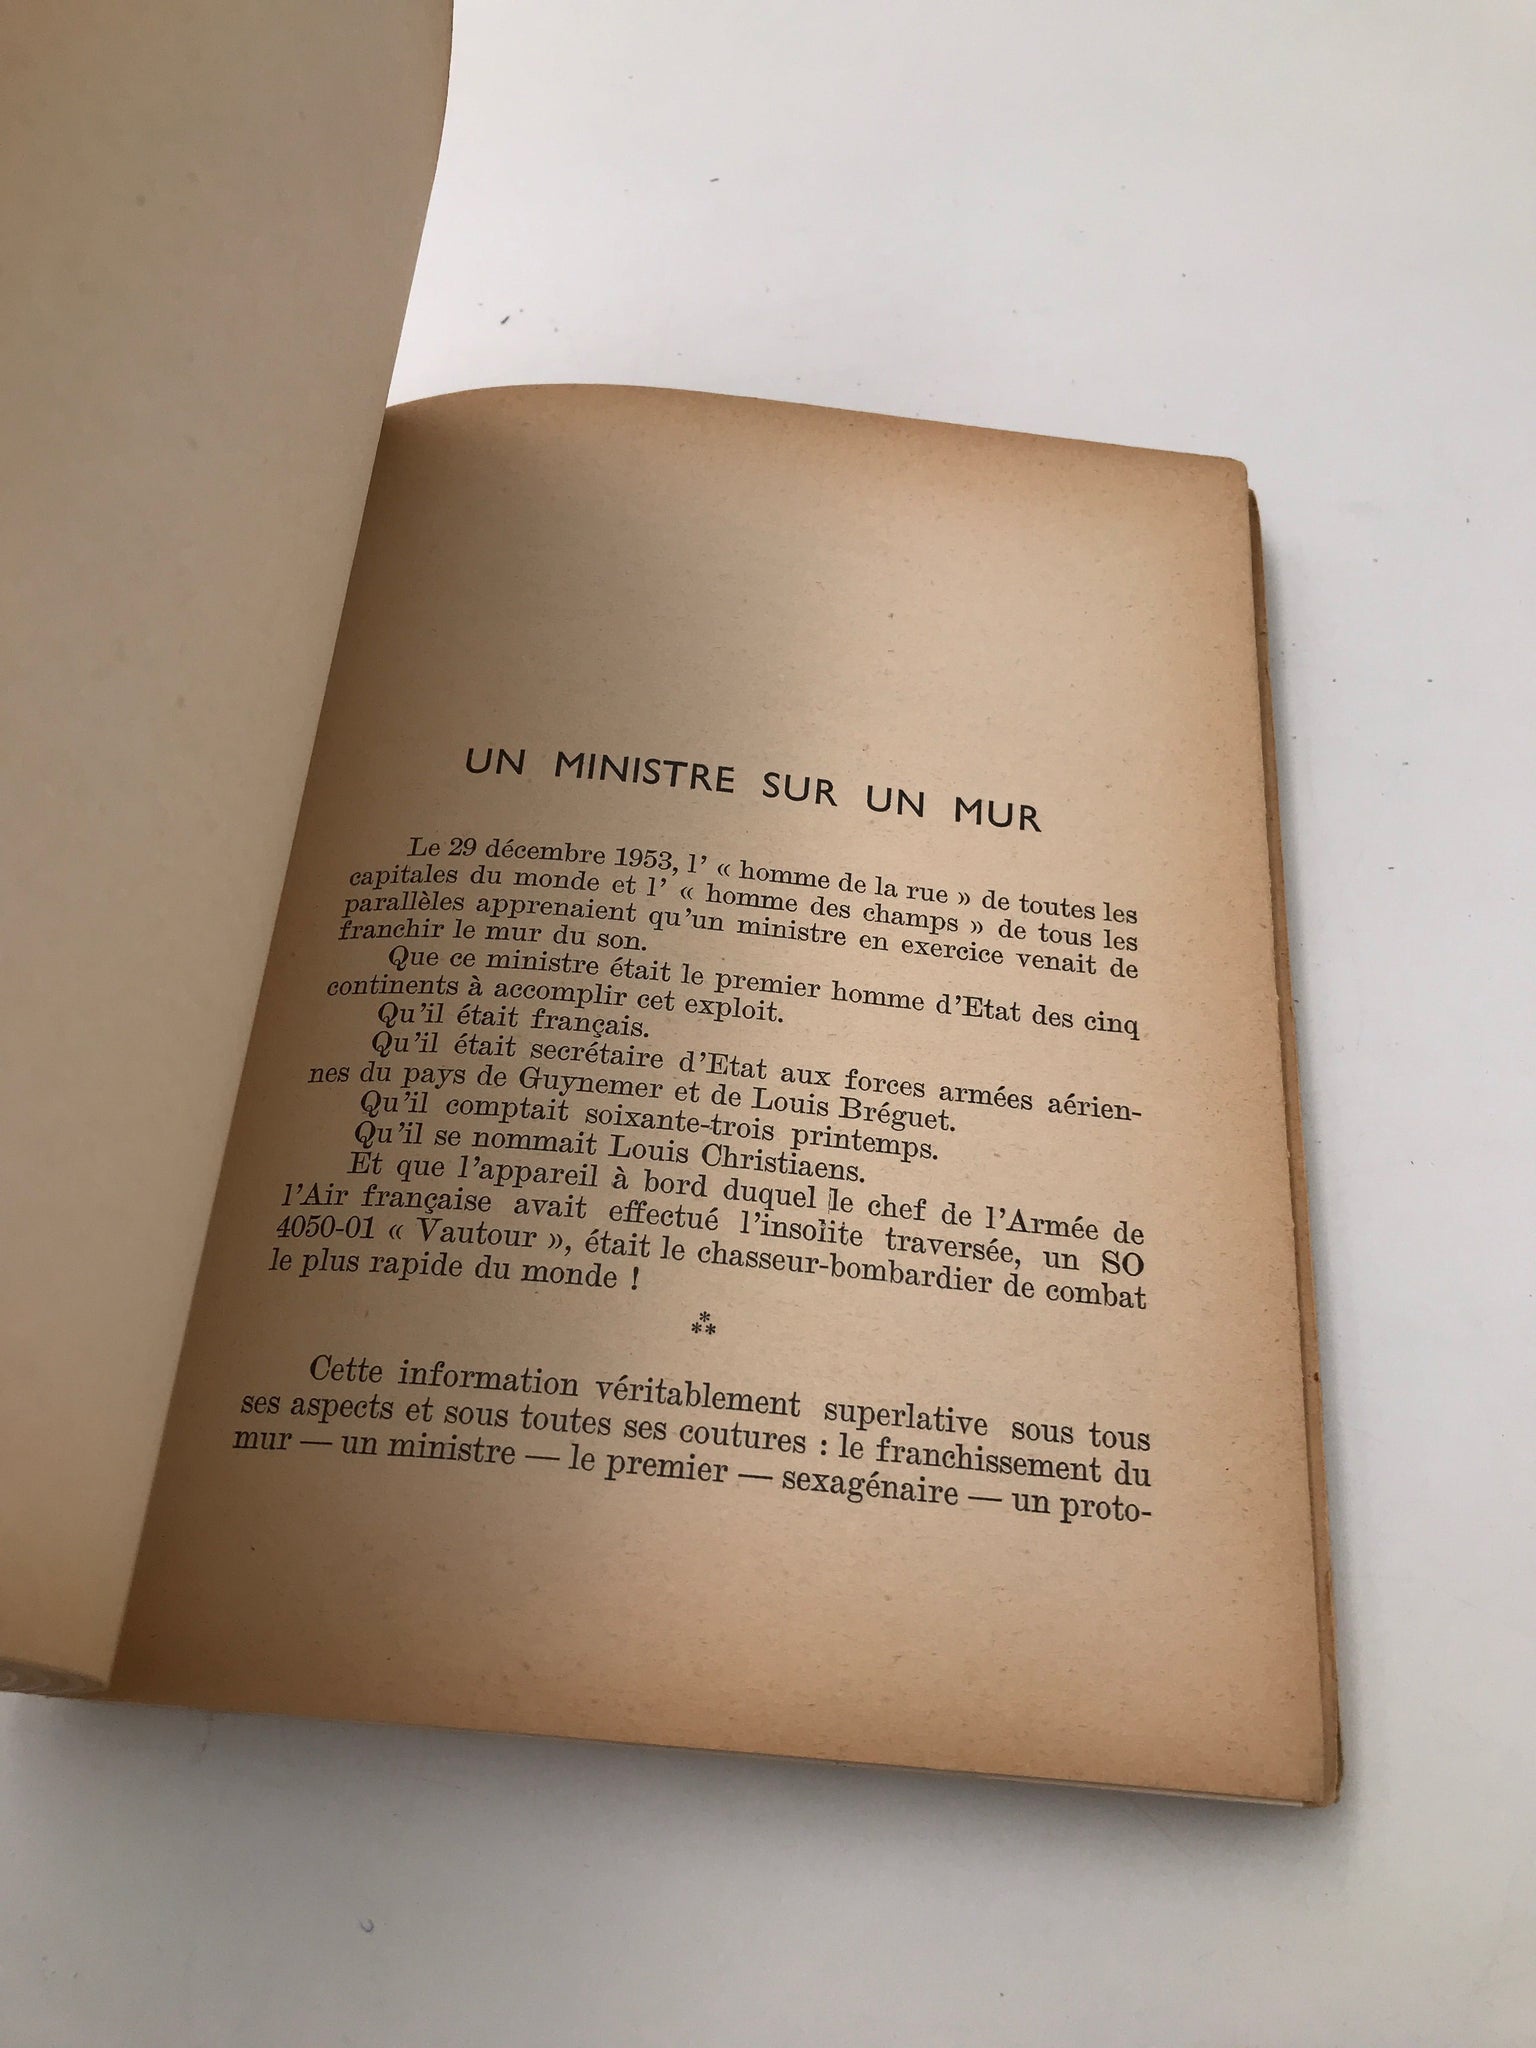 UN MINISTRE SUR UN MUR
Le 29 décembre 1953, l' « homme de la rue » de toutes les
capitales du monde et l' « homme des champs » de tous les
parallèles apprenaient qu'un ministre en exercice venait de
franchir le mur du son.
Que ce ministre était le premier homme d'Etat des cinq
continents à accomplir cet exploit.
Qu'il était français.
Qu'il était secrétaire d'Etat aux forces armées aérien-
nes du pays de Guynemer et de Louis Bréguet.
Qu'il comptait soixante-trois printemps.
Qu'il se nommait Louis Christiaens.
Et que l'appareil à bord duquel le chef de l'Armée de
l'Air française avait effectué l'insolite traversée, un SO
4050-01 « Vautour », était le chasseur-bombardier de combat
le plus rapide du monde !
⁂
Cette information véritablement superlative sous tous
ses aspects et sous toutes ses coutures : le franchissement du
mur — un ministre — le premier — sexagénaire — un proto-